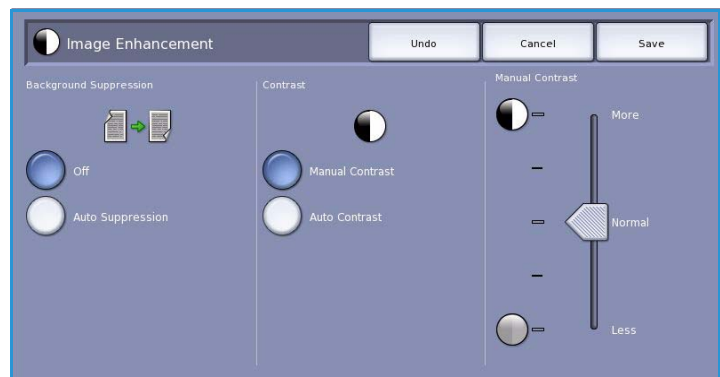 Image Enhancement
Undo
Cancel
Save
Background Suppression
Contrast
Manual Contrast
Off
Auto Suppression
Manual Contrast
Auto Contrast
More
Normal
Less